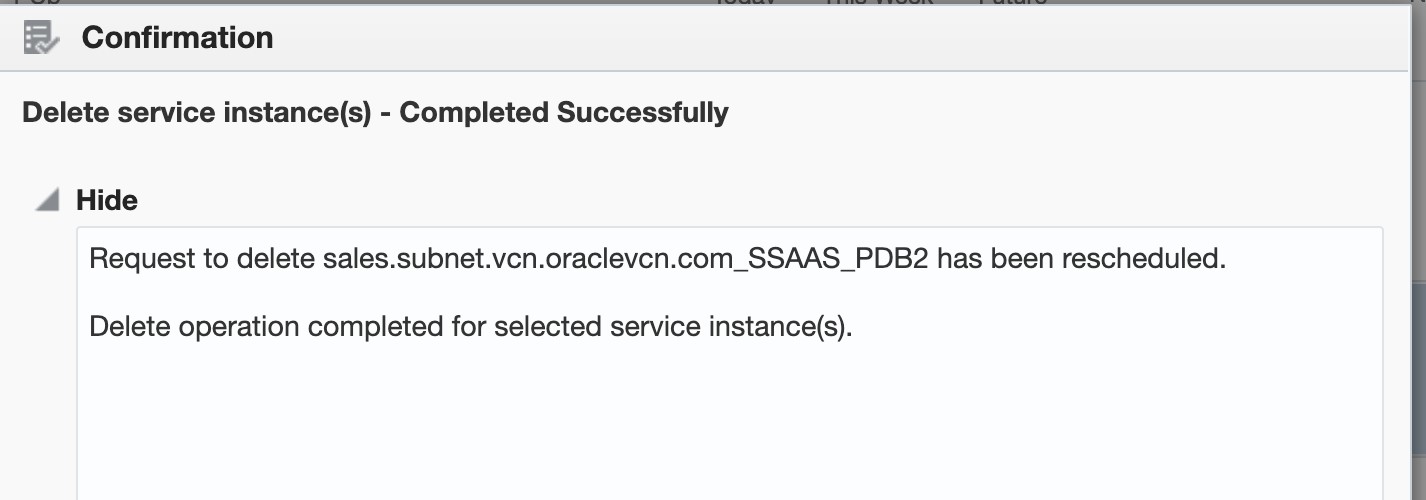 Confirmation
Delete service instance(s) - Completed Successfully
Hide
Request to delete sales.subnet.vcn.oraclevcn.com_SSAAS_PDB2 has been rescheduled.
Delete operation completed for selected service instance(s).